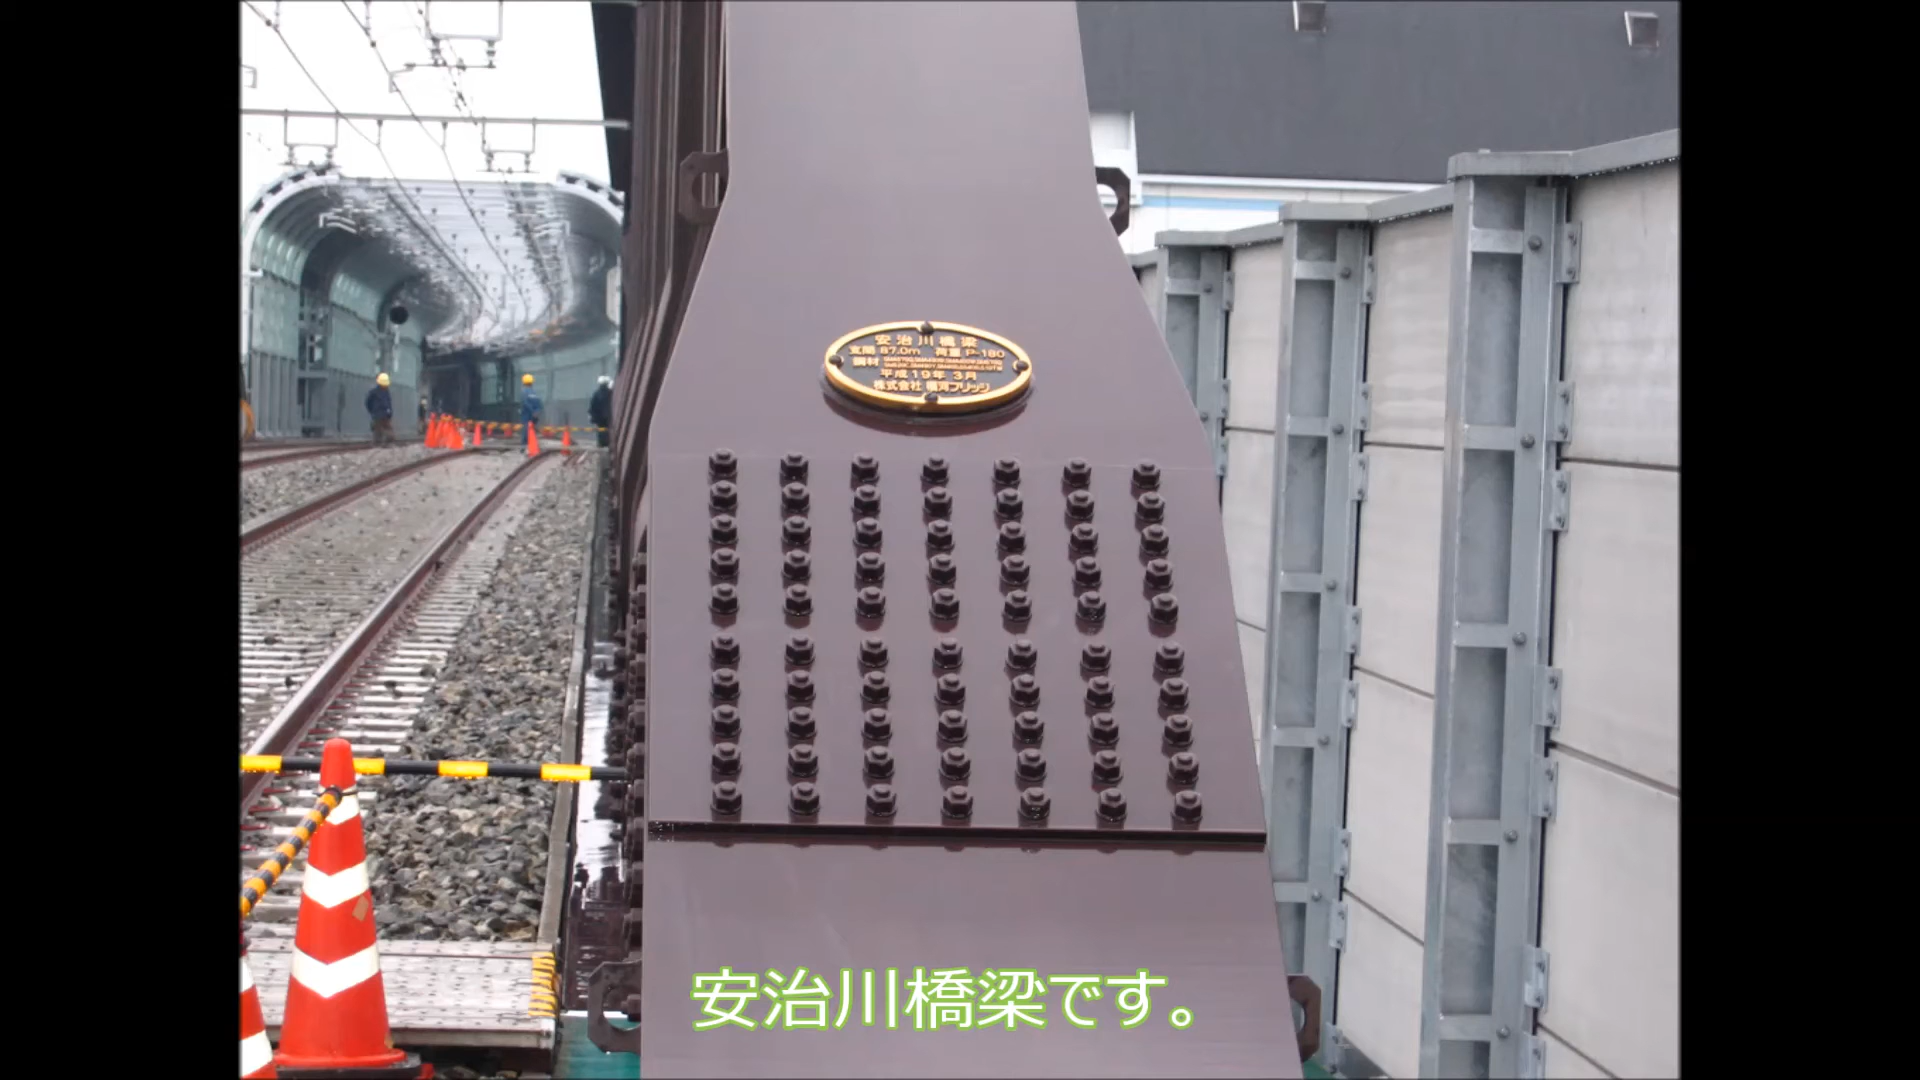 安治川橋梁
支間 87.0m 荷重 P-180
鋼材
平成19年 3月
株式会社 横河ブリッジ
安治川橋梁です。